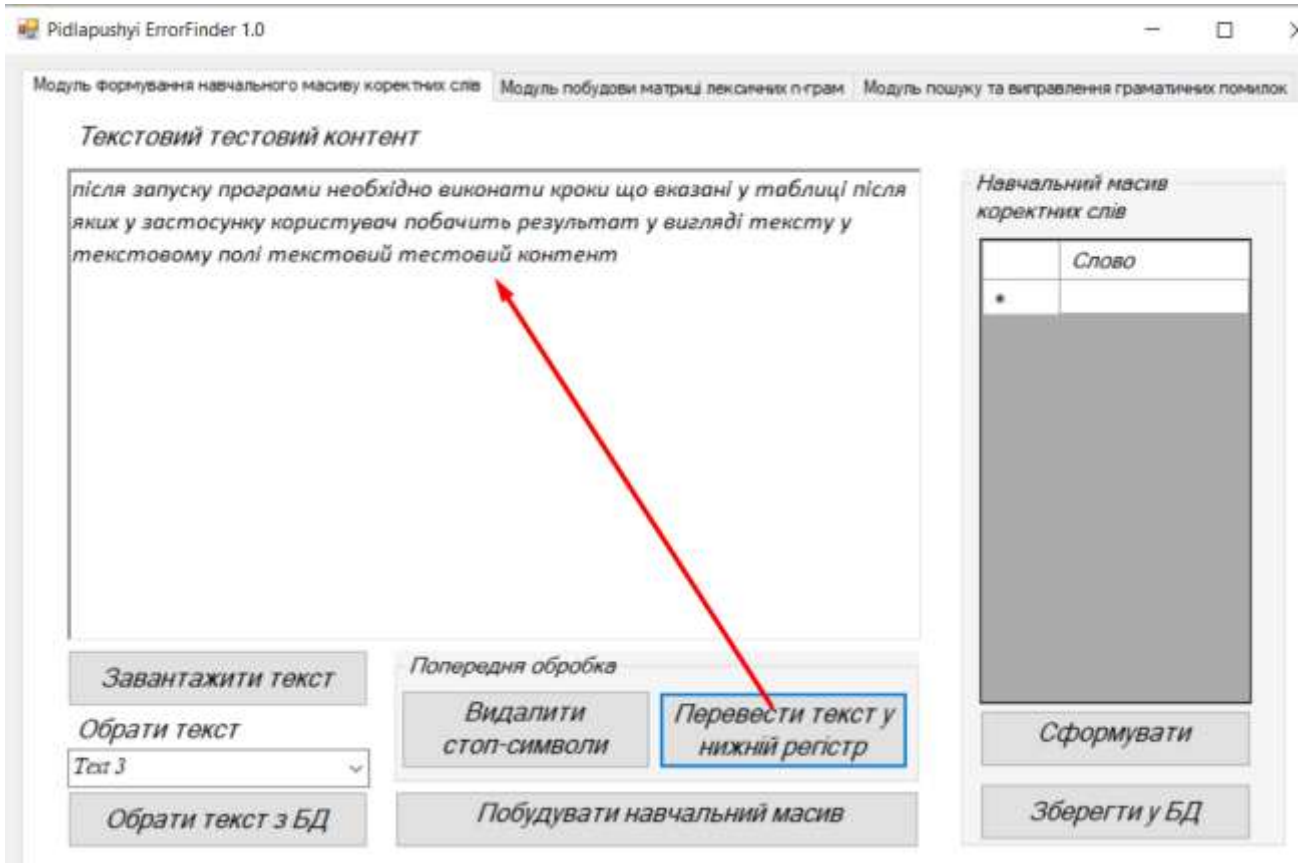 Pidlapushyi ErrorFinder 1.0
Модуль формування навчального масиву коректних слів
Модуль побудови матриці лексичних n-грам
Модуль пошуку та виправлення граматичних помилок
Текстовий тестовий контент
після запуску програми необхідно виконати кроки що вказані у таблиці після
яких у застосунку користувач побачить результат у вигляді тексту у
текстовому полі текстовий тестовий контент
Навчальний масив
коректних слів
Слово
Завантажити текст
Обрати текст
Text 3
Обрати текст з БД
Попередня обробка
Видалити
стоп-символи
Перевести текст у
нижній регістр
Побудувати навчальний масив
Сформувати
Зберегти у БД